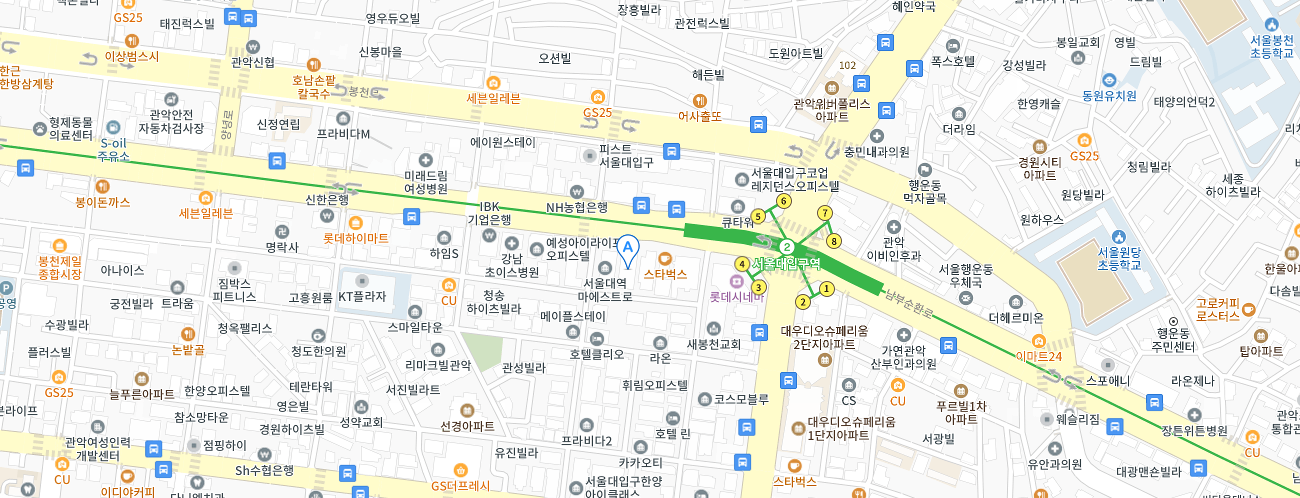 GS25
태진럭스빌
영우듀오빌
장흥빌라
관전럭스빌
혜인약국
이상범스시
관악신협
신봉마을
오션빌
도원아트빌
폭스호텔
봉일교회
영빌
강성빌라
드림빌
서울봉천
초등학교
한방삼계탕
호남손팥
칼국수
봉천로
세븐일레븐
GS25
해든빌
어사출또
102
관악위버폴리스
아파트
동원유치원
한영캐슬
태양의언덕2
형제동물
의료센터
S-oil
주유소
관악안전
자동차검사장
양녕로
신정연립
프라비다M
에이원스테이
피스트
서울대입구
충민내과의원
더라임
경원시티
아파트
GS25
청림빌라
세종
하이츠빌라
봉이돈까스
세븐일레븐
신한은행
미래드림
여성병원
IBK
기업은행
NH농협은행
서울대입구코업
레지던스오피스텔
큐타워
행운동
먹자골목
원당빌라
원하우스
봉천제일
종합시장
명락사
롯데하이마트
하임S
강남
초이스병원
예성아이라이프
오피스텔
A
스타벅스
5
6
7
8
2
4
3
1
2
서울대입구역
롯데시네마
관악
이비인후과
서울행운동
우체국
서울원당
초등학교
한울아파트
아나이스
궁전빌라
트라움
짐박스
피트니스
고흥원룸
KT플라자
CU
청송
하이츠빌라
서울대역
마에스트로
남부순환로
더헤르미온
고로커피
로스터스
다솜빌
수광빌라
청옥팰리스
스마일타운
메이플스테이
새봉천교회
대우디오슈페리움
2단지아파트
가연관악
산부인과의원
이마트24
행운동
주민센터
탑아파트
플러스빌
논밭골
청도한의원
리마크빌관악
관성빌라
호텔클리오
라온
GS25
늘푸른아파트
한양오피스텔
테란타워
서진빌라트
휘림오피스텔
코스모블루
CS
CU
푸르빌1차
아파트
스포애니
라온제나
참소망타운
영은빌
경원하이츠빌
성약교회
선경아파트
프라비다2
호텔 린
대우디오슈페리움
1단지아파트
서광빌
웨슬리짐
장튼위튼병원
관악여성인력
개발센터
점핑하이
Sh수협은행
유진빌라
카카오티
유안과의원
대광맨숀빌라
CU
CU
이디야커피
GS더프레시
서울대입구한양
아이클래스
스타벅스